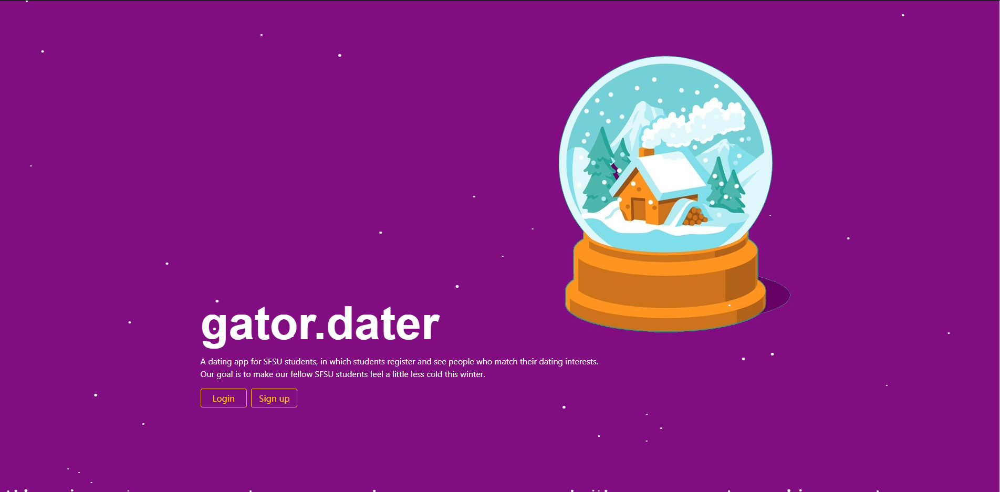 gator.dater
A dating app for SFSU students, in which students register and see people who match their dating interests.
Our goal is to make our fellow SFSU students feel a little less cold this winter.
Login Sign up